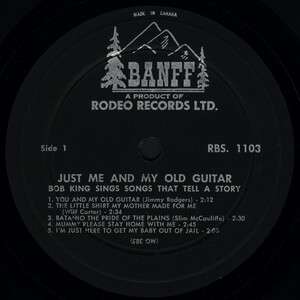 MADE IN CANADA
BANFF
A PRODUCT OF
RODEO RECORDS LTD.
Side 1
RBS. 1103
JUST ME AND MY OLD GUITAR
BOB KING SINGS SONGS THAT TELL A STORY
1. YOU AND MY OLD GUITAR (Jimmy Rodgers) - 2:12
2. THE LITTLE SHIRT MY MOTHER MADE FOR ME
(Wilf Carter) - 2:34
3. BATANIO THE PRIDE OF THE PLAINS (Slim McCauliffe) - 2:30
4. MUMMY PLEASE STAY HOME WITH ME - 2:45
5. I'M JUST HERE TO GET MY BABY OUT OF JAIL - 2:03